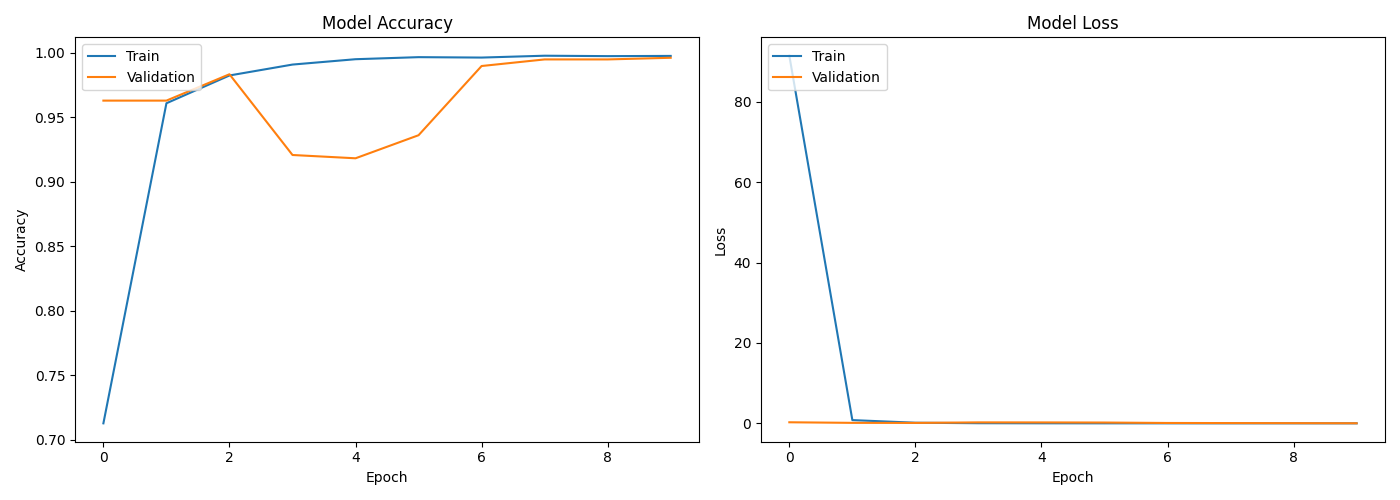 Model Accuracy
Train
Validation
1.00
0.95
0.90
0.85
0.80
0.75
0.70
Accuracy
0 2 4 6 8
Epoch
Model Loss
Train
Validation
80
60
40
20
0
Loss
0 2 4 6 8
Epoch